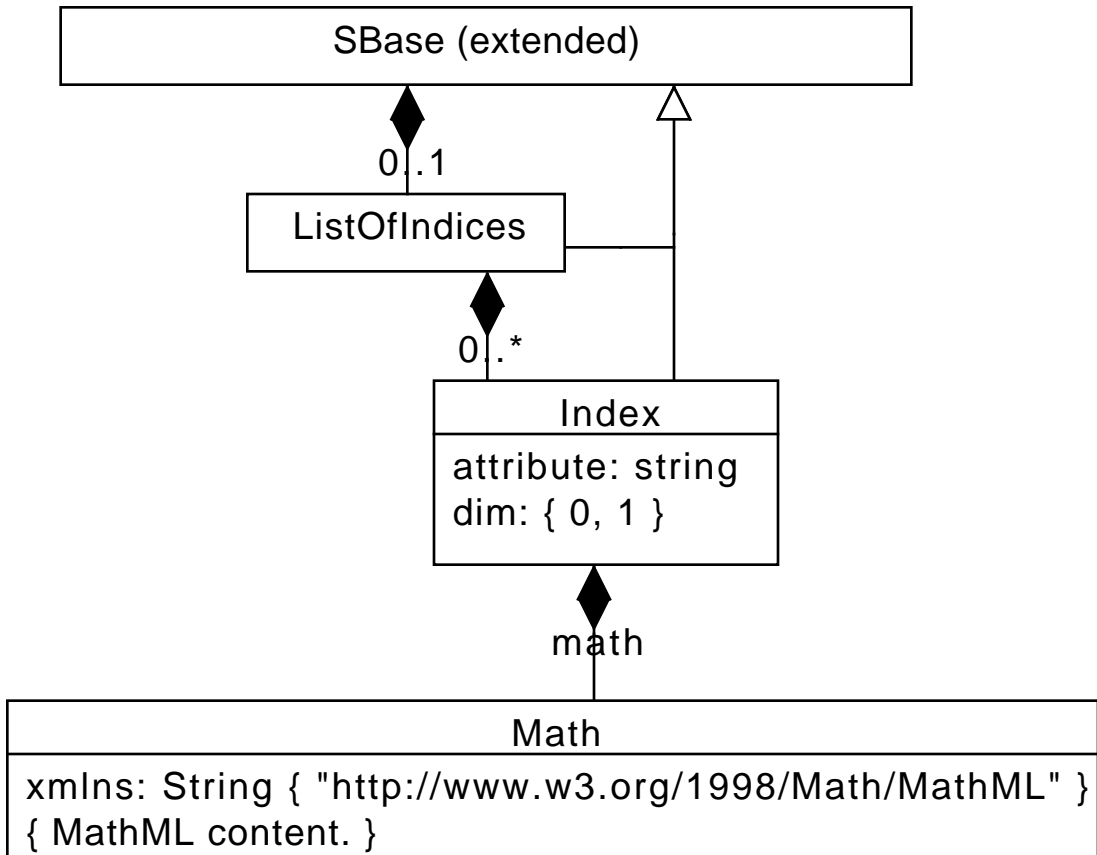 SBase (extended)
0..1
ListOfIndices
0..*
Index
attribute: string
dim: { 0, 1 }
math
Math
xmlns: String { "http://www.w3.org/1998/Math/MathML" }
{ MathML content. }